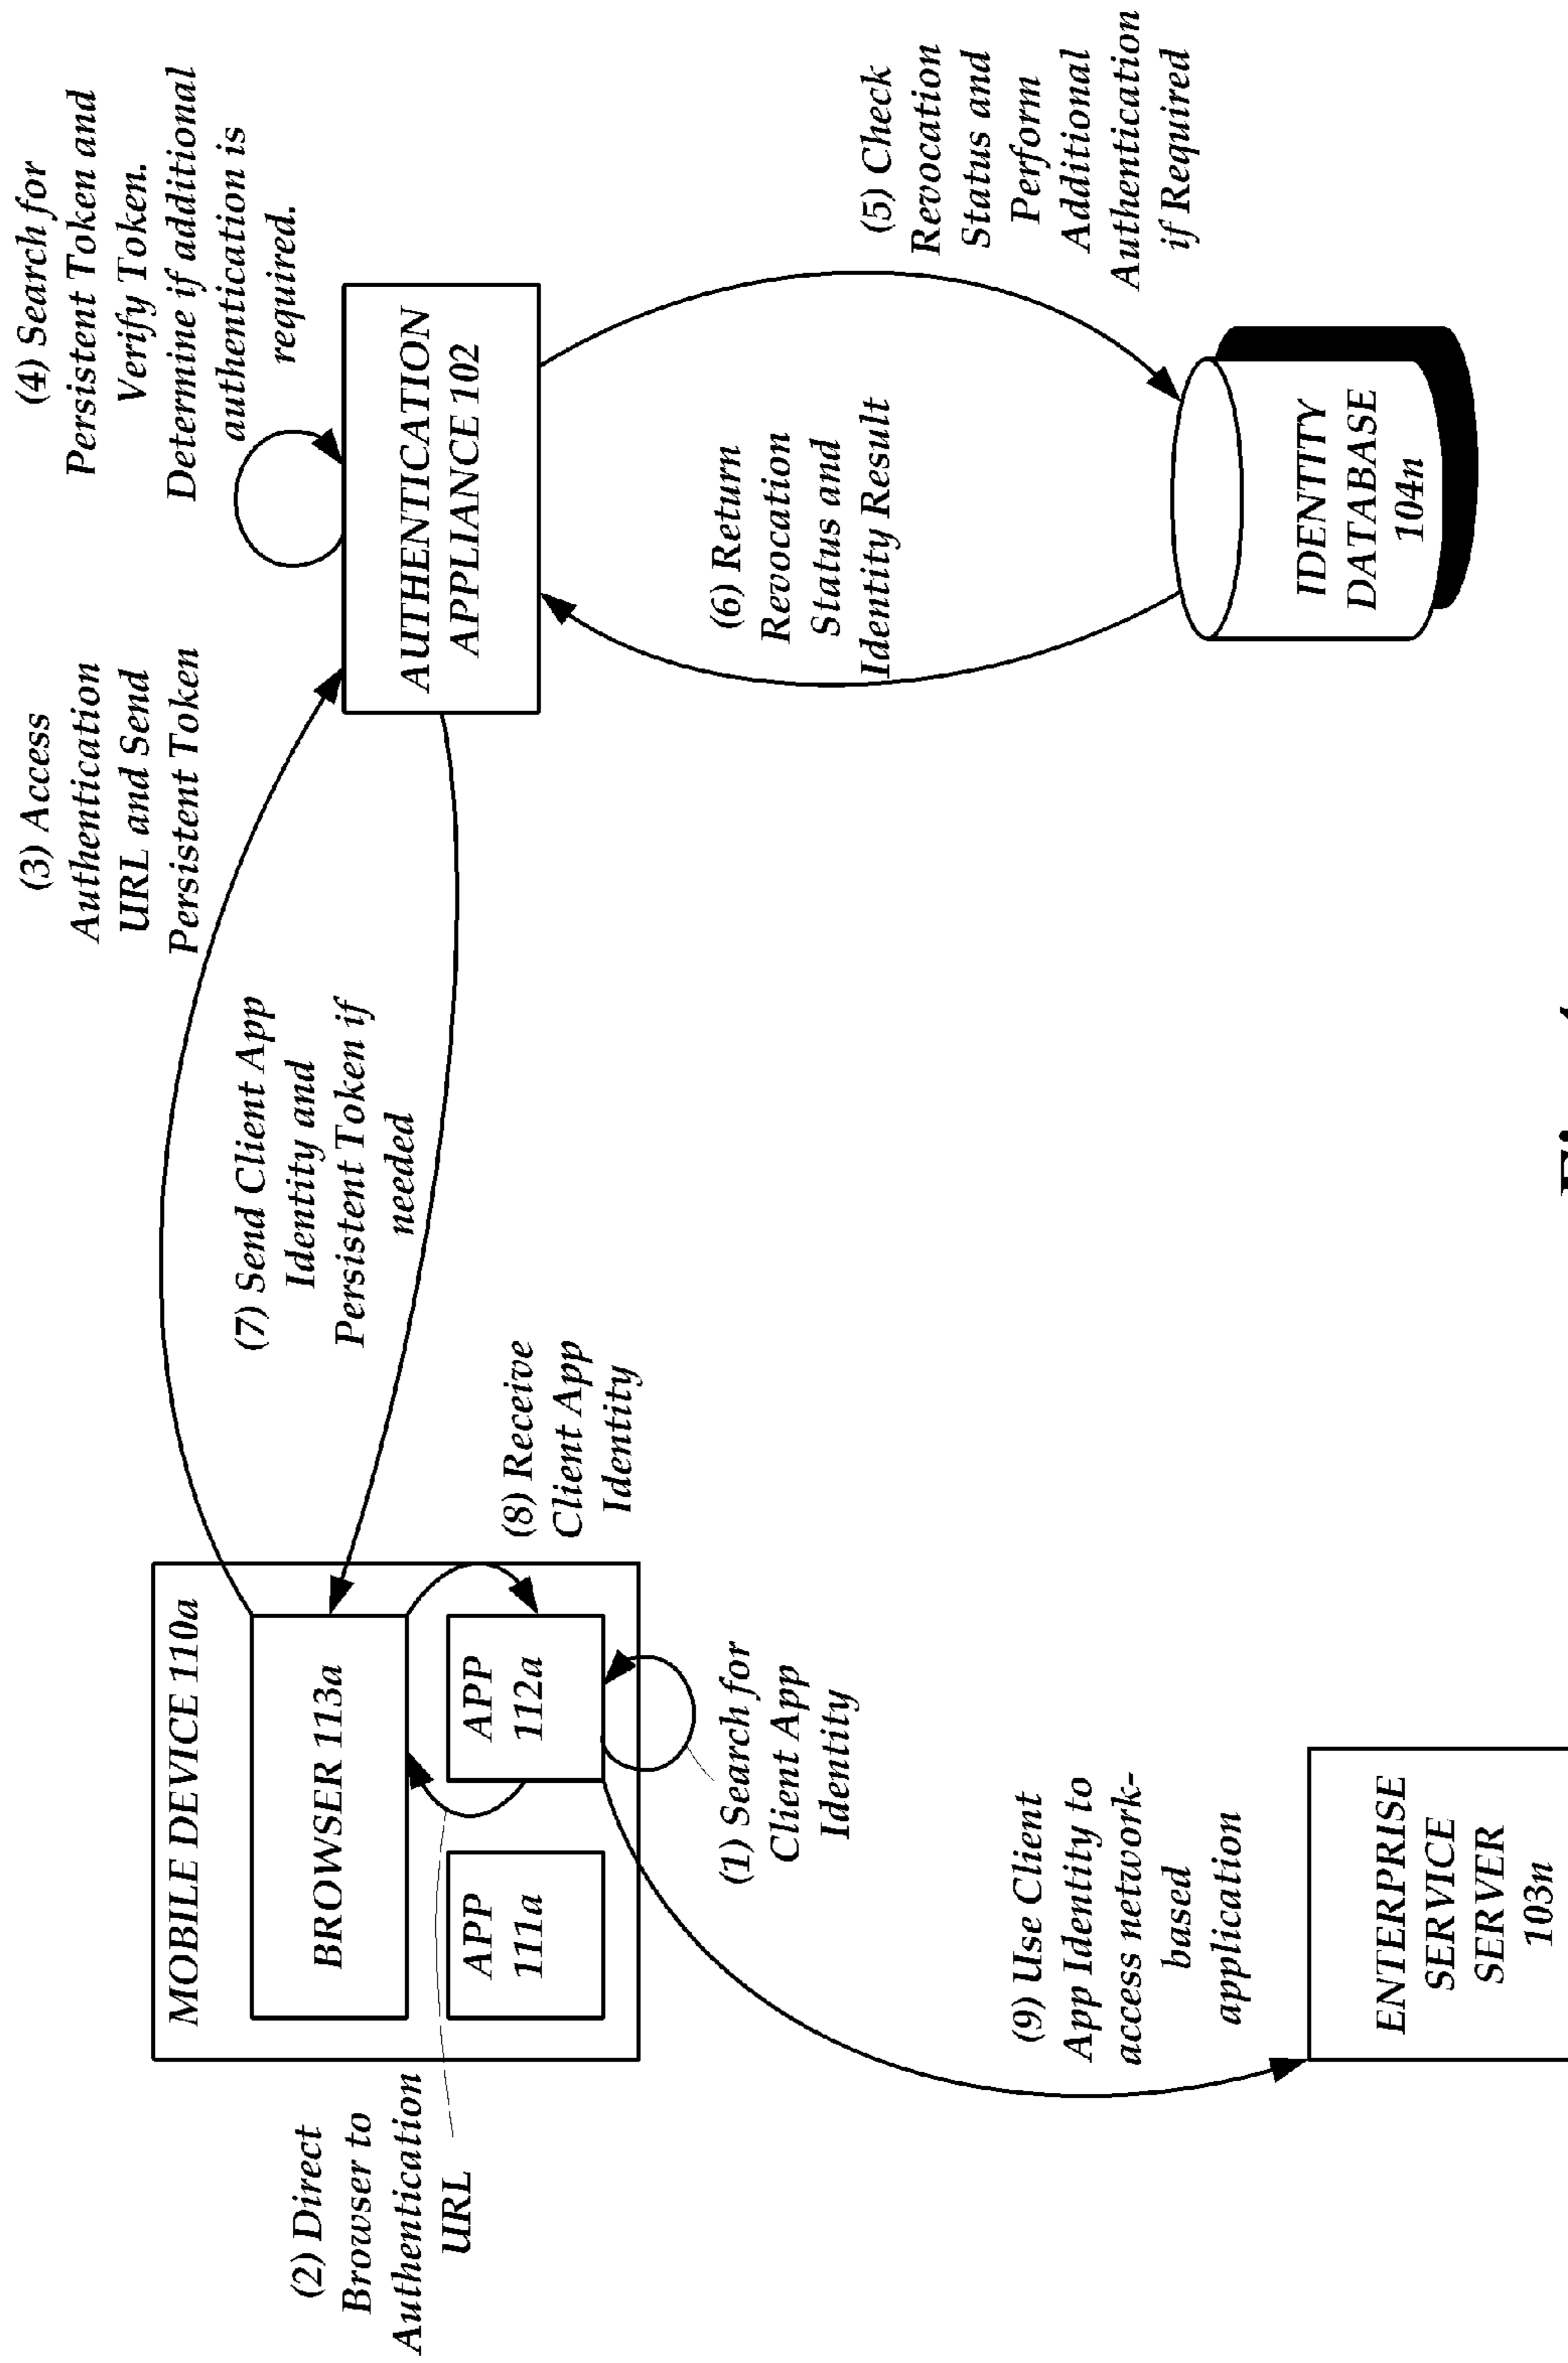 (2) Direct
Browser to
Authentication
URL
MOBILE DEVICE 110a
BROWSER 113a
APP
111a
APP
112a
(1) Search for
Client App
Identity
(8) Receive
Client App
Identity
(7) Send Client App
Identity and
Persistent Token if
needed
(3) Access
Authentication
URL and Send
Persistent Token
(4) Search for
Persistent Token and
Verify Token.
Determine if additional
authentication is
required.
AUTHENTICATION
APPLIANCE 102
(5) Check
Revocation
Status and
Perform
Additional
Authentication
if Required
(6) Return
Revocation
Status and
Identity Result
IDENTITY
DATABASE
104n
(9) Use Client
App Identity to
access network-
based
application
ENTERPRISE
SERVICE
SERVER
103n